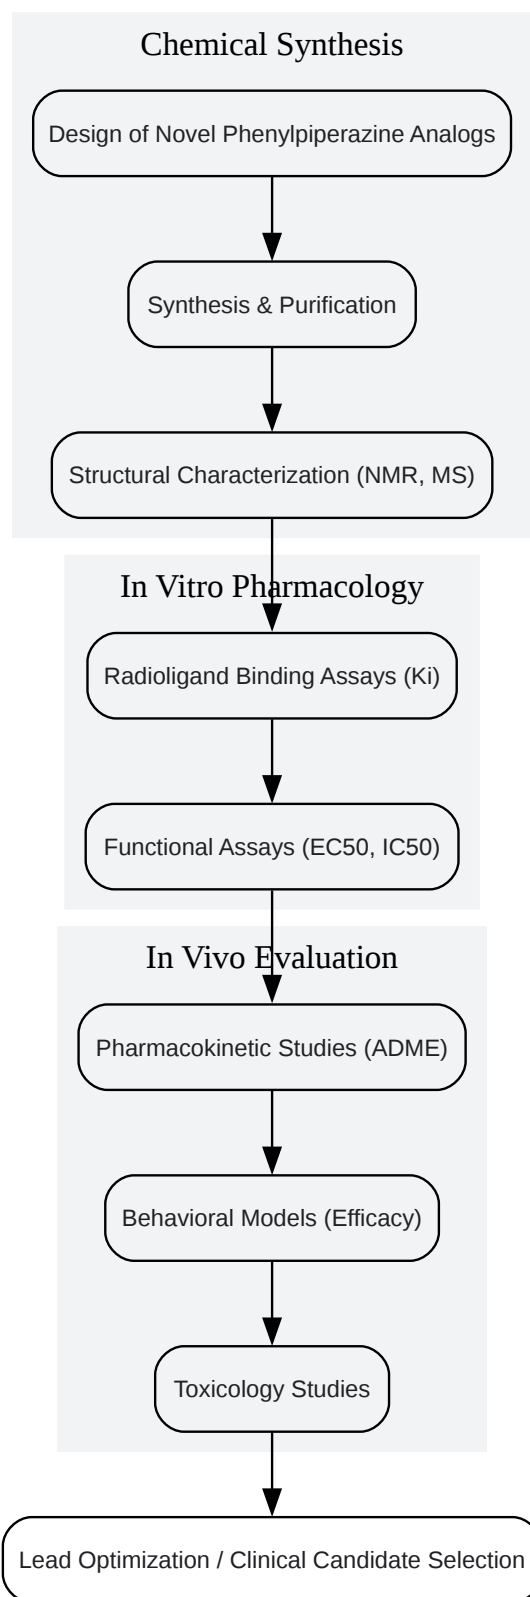 Chemical Synthesis
Design of Novel Phenylpiperazine Analogs
Synthesis & Purification
Structural Characterization (NMR, MS)
In Vitro Pharmacology
Radioligand Binding Assays (Ki)
Functional Assays (EC50, IC50)
In Vivo Evaluation
Pharmacokinetic Studies (ADME)
Behavioral Models (Efficacy)
Toxicology Studies
Lead Optimization / Clinical Candidate Selection